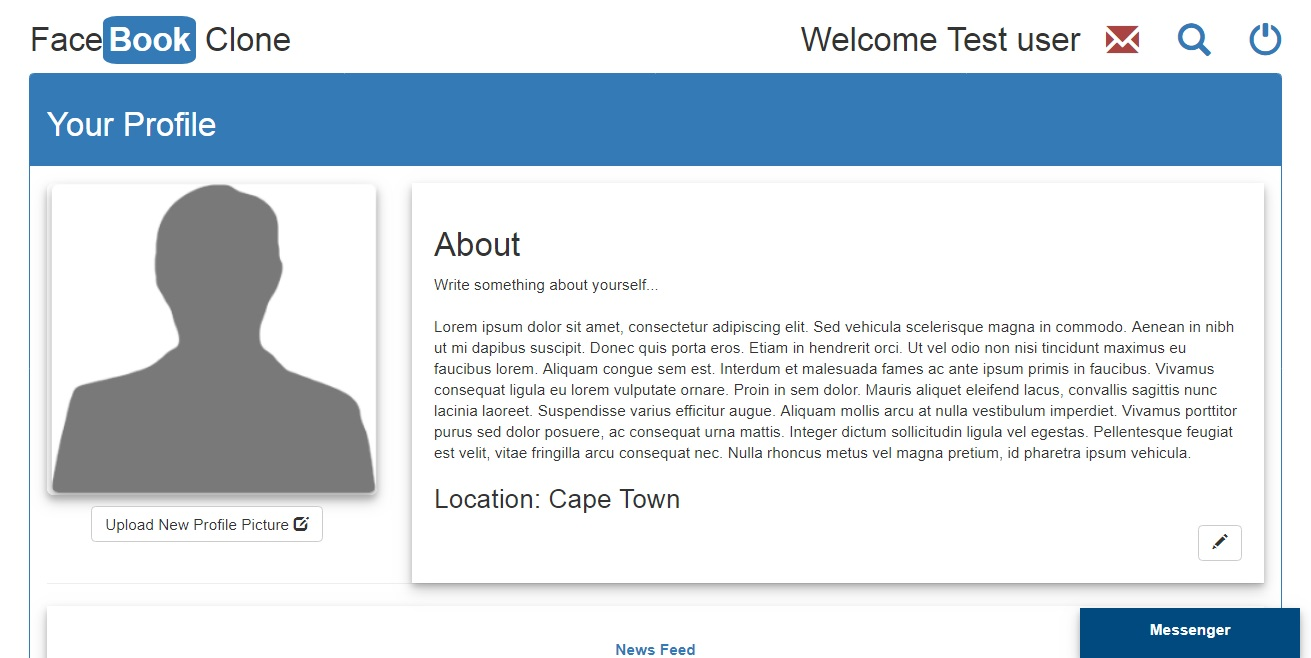 FaceBook Clone
Welcome Test user
Your Profile
About
Write something about yourself...
Lorem ipsum dolor sit amet, consectetur adipiscing elit. Sed vehicula scelerisque magna in commodo. Aenean in nibh
ut mi dapibus suscipit. Donec quis porta eros. Etiam in hendrerit orci. Ut vel odio non nisi tincidunt maximus eu
faucibus lorem. Aliquam congue sem est. Interdum et malesuada fames ac ante ipsum primis in faucibus. Vivamus
consequat ligula eu lorem vulputate ornare. Proin in sem dolor. Mauris aliquet eleifend lacus, convallis sagittis nunc
lacinia laoreet. Suspendisse varius efficitur augue. Aliquam mollis arcu at nulla vestibulum imperdiet. Vivamus porttitor
purus sed dolor posuere, ac consequat urna mattis. Integer dictum sollicitudin ligula vel egestas. Pellentesque feugiat
est velit, vitae fringilla arcu consequat nec. Nulla rhoncus metus vel magna pretium, id pharetra ipsum vehicula.
Location: Cape Town
Upload New Profile Picture
News Feed
Messenger